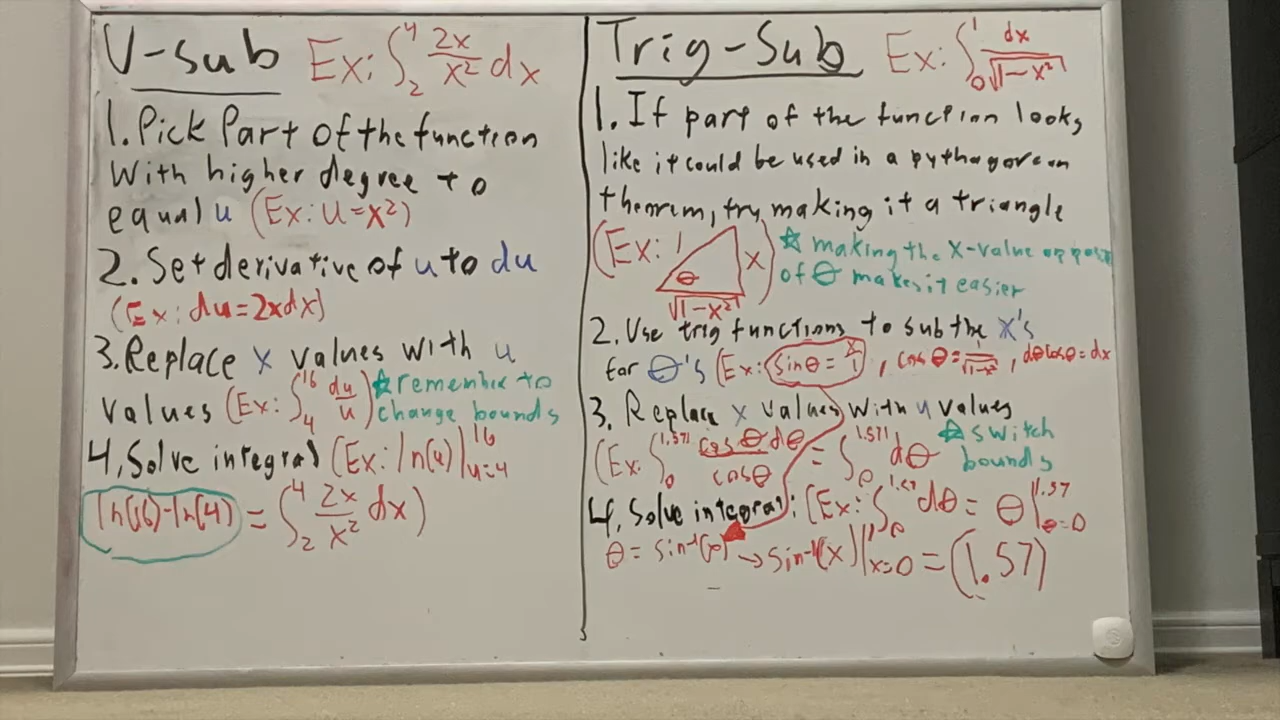 U-sub Ex: ∫₂⁴ 2x/x² dx
1. Pick Part of the function
With higher degree to
equal u (Ex: U=x²)
2. Set derivative of u to du
(Ex: du=2xdx)
3. Replace x values with u
values (Ex: ∫₄¹⁶ du/u) ☆ remember to
change bounds
4. Solve integral (Ex: ln(u)|₍u=4₎¹⁶
ln(16)-ln(4) = ∫₂⁴ 2x/x² dx)
Trig-Sub Ex: ∫₀¹ dx/√(1-x²)
1. If part of the function looks
like it could be used in a pythagorean
theorem, try making it a triangle
(Ex: 1 θ x √(1-x²)) ☆ making the x-value
of θ makes it easier
2. Use trig functions to sub the x's
for θ's (Ex: sinθ = x/1, cosθ = 1/√(1-x²), dθcosθ = dx
3. Replace x values with u values
(Ex: ∫₀^1.571 cosθdθ/cosθ = ∫₀^1.571 dθ ☆ switch
bounds
4. Solve integral: (Ex: ∫₀^1.57 dθ = θ|₍θ=0₎^1.57
θ = sin⁻¹(x) → sin⁻¹(x)|₍x=0₎¹ = (1.57)